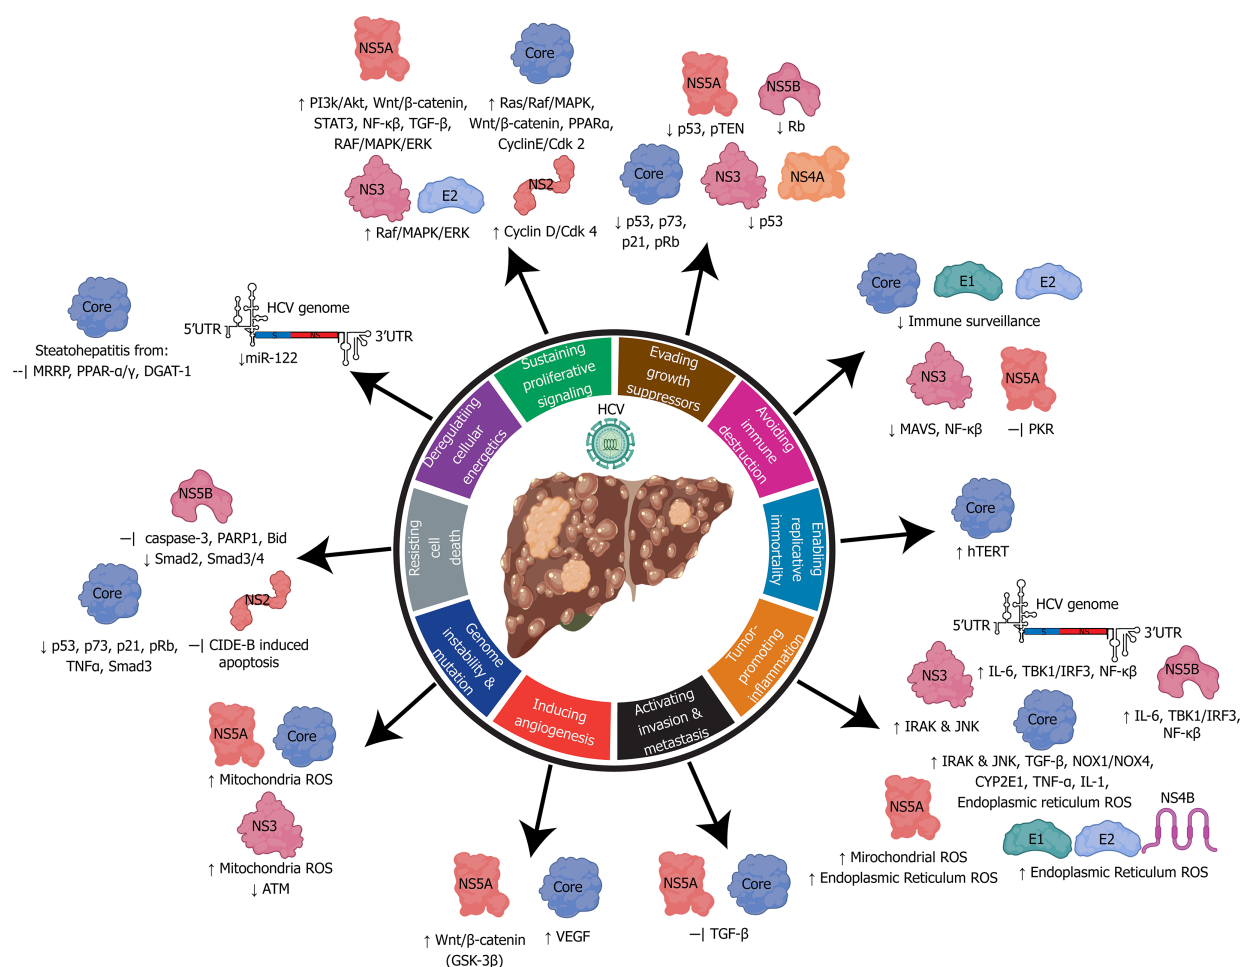 NS5A
Core
↑ PI3k/Akt, Wnt/β-catenin,
STAT3, NF-κβ, TGF-β,
RAF/MAPK/ERK
↑ Ras/Raf/MAPK,
Wnt/β-catenin, PPARα,
CyclinE/Cdk 2
NS3
E2
↑ Raf/MAPK/ERK
NS2
↑ Cyclin D/Cdk 4
NS5A
↓ p53, pTEN
NS5B
↓ Rb
Core
↓ p53, p73,
p21, pRb
NS3
NS4A
↓ p53
Core
E1
E2
↓ Immune surveillance
NS3
↓ MAVS, NF-κβ
NS5A
─| PKR
Core
Steatohepatitis from:
--| MRRP, PPAR-α/γ, DGAT-1
HCV genome
5’UTR
S
NS
3’UTR
↓miR-122
Sustaining
proliferative
signaling
Evading
growth
suppressors
Avoiding
immune
destruction
Enabling
replicative
immortality
Tumor-
promoting
inflammation
Activating
invasion &
metastasis
Inducing
angiogenesis
Genome
instability &
mutation
Resisting
cell
death
Deregulatiing
cellular
energetics
HCV
Core
↑ hTERT
NS5B
─| caspase-3, PARP1, Bid
↓ Smad2, Smad3/4
Core
↓ p53, p73, p21, pRb,
TNFα, Smad3
NS2
─| CIDE-B induced
apoptosis
HCV genome
5’UTR
S
NS
3’UTR
↑ IL-6, TBK1/IRF3, NF-κβ
NS3
↑ IRAK & JNK
NS5B
↑ IL-6, TBK1/IRF3,
NF-κβ
Core
↑ IRAK & JNK, TGF-β, NOX1/NOX4,
CYP2E1, TNF-α, IL-1,
Endoplasmic reticulum ROS
NS5A
↑ Mirochondrial ROS
↑ Endoplasmic Reticulum ROS
E1
E2
NS4B
↑ Endoplasmic Reticulum ROS
NS5A
Core
↑ Mitochondria ROS
NS3
↑ Mitochondria ROS
↓ ATM
NS5A
↑ Wnt/β-catenin
(GSK-3β)
Core
↑ VEGF
NS5A
Core
─| TGF-β